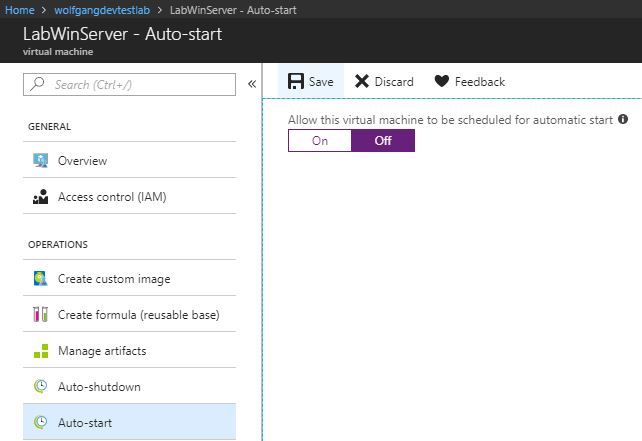 Home > wolfgangdevtestlab > LabWinServer - Auto-start
LabWinServer - Auto-start
virtual machine
Search (Ctrl+/)
«
Save
Discard
Feedback
GENERAL
Overview
Access control (IAM)
OPERATIONS
Create custom image
Create formula (reusable base)
Manage artifacts
Auto-shutdown
Auto-start
Allow this virtual machine to be scheduled for automatic start
On
Off